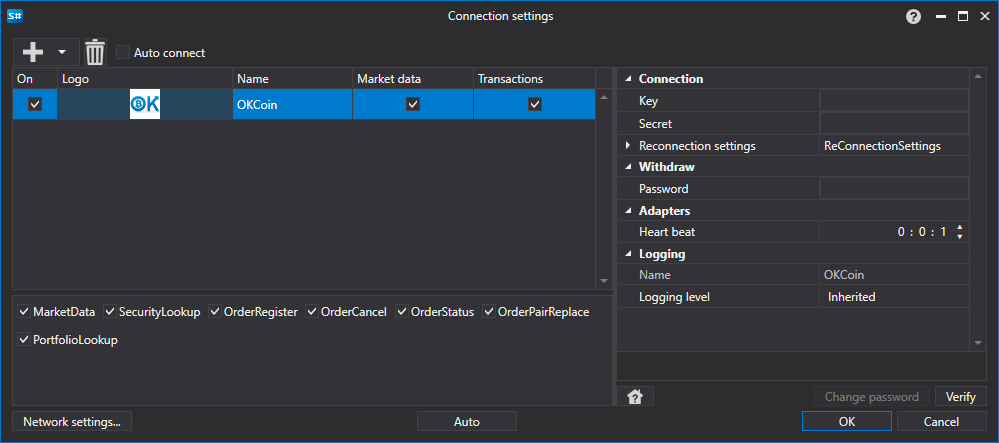 S#
Connection settings
?
Auto connect
On Logo Name Market data Transactions
OK OKCoin
MarketData SecurityLookup OrderRegister OrderCancel OrderStatus OrderPairReplace
PortfolioLookup
Connection
Key
Secret
Reconnection settings ReConnectionSettings
Withdraw
Password
Adapters
Heart beat 0 : 0 : 1
Logging
Name OKCoin
Logging level Inherited
? Change password Verify
Network settings... Auto OK Cancel